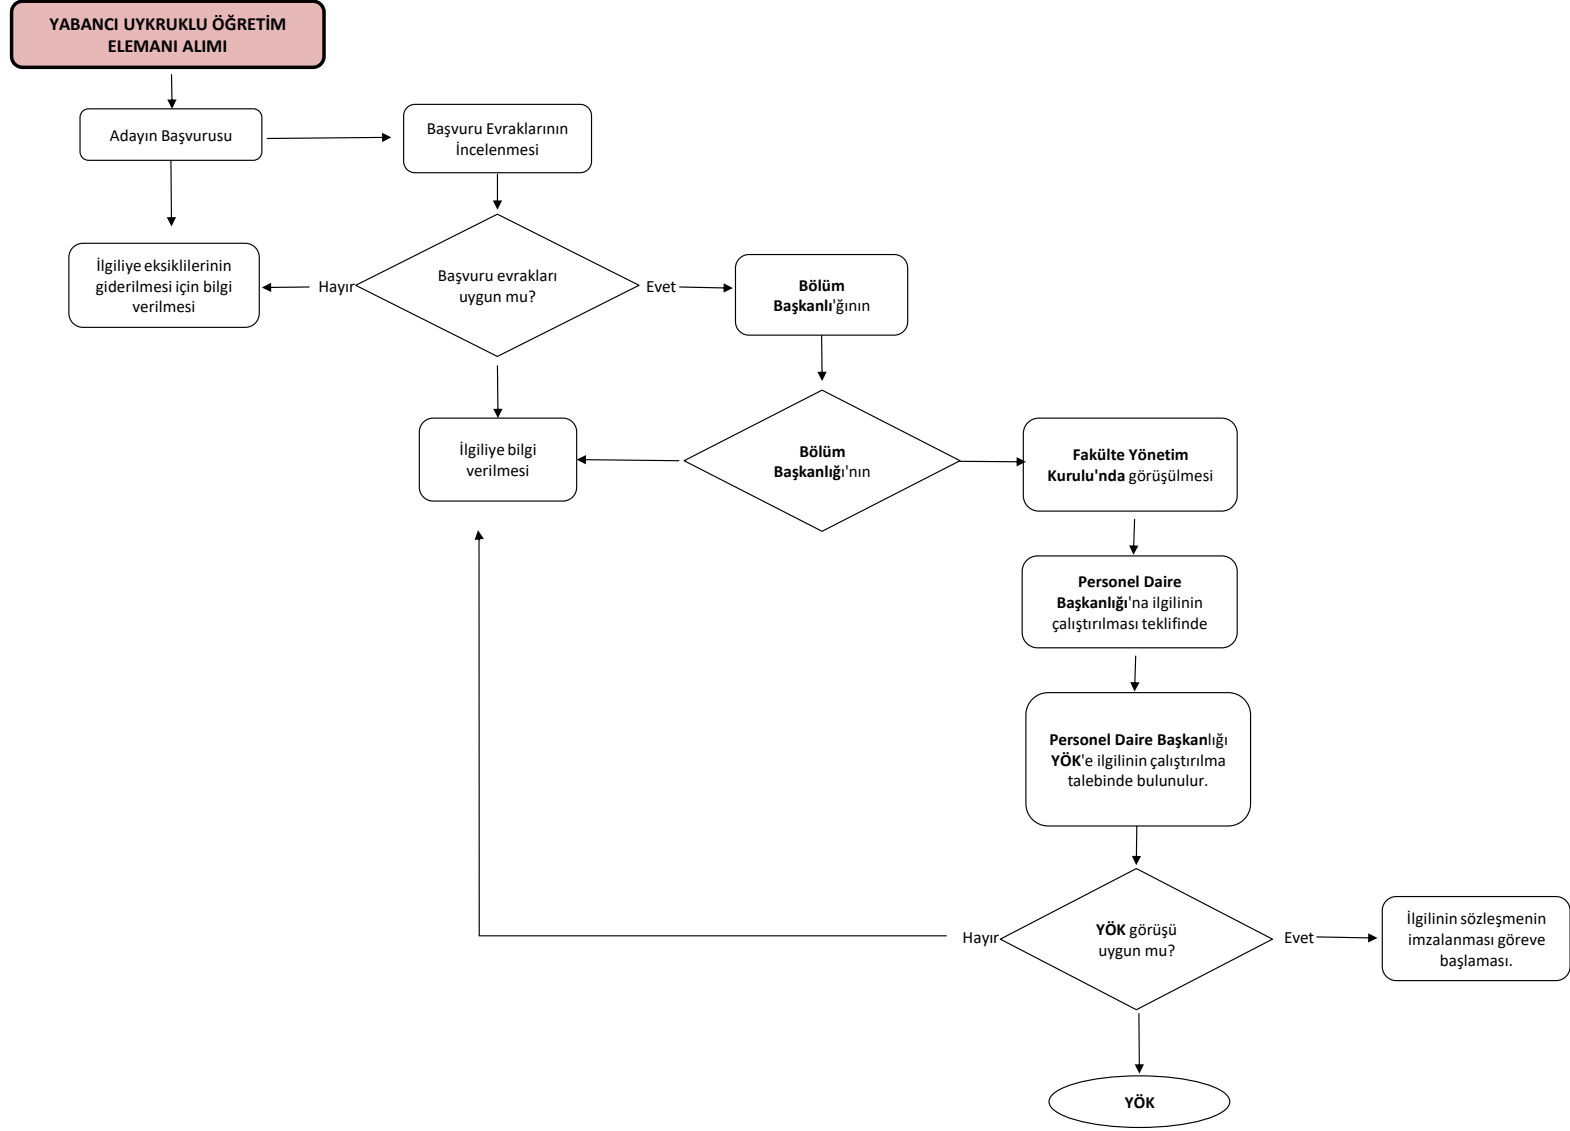 YABANCI UYKRUKLU ÖĞRETİM
ELEMANI ALIMI
Adayın Başvurusu
Başvuru Evraklarının
İncelenmesi
İlgiliye eksiklilerinin
giderilmesi için bilgi
verilmesi
Hayır
Başvuru evrakları
uygun mu?
Evet
Bölüm
Başkanlı'ğının
İlgiliye bilgi
verilmesi
Bölüm
Başkanlığı'nın
Fakülte Yönetim
Kurulu'nda görüşülmesi
Personel Daire
Başkanlığı'na ilgilinin
çalıştırılması teklifinde
Personel Daire Başkanlığı
YÖK'e ilgilinin çalıştırılma
talebinde bulunulur.
Hayır
YÖK görüşü
uygun mu?
Evet
İlgilinin sözleşmenin
imzalanması göreve
başlaması.
YÖK